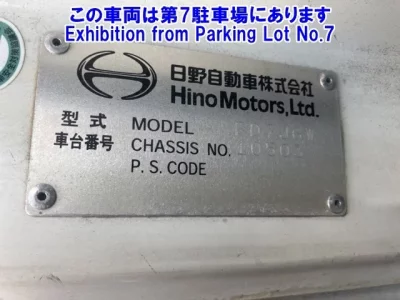 この車両は第7駐車場にあります
Exhibition from Parking Lot No.7
日野自動車株式会社
Hino Motors, Ltd.
型式 MODEL
車台番号 CHASSIS NO.
P.S.CODE